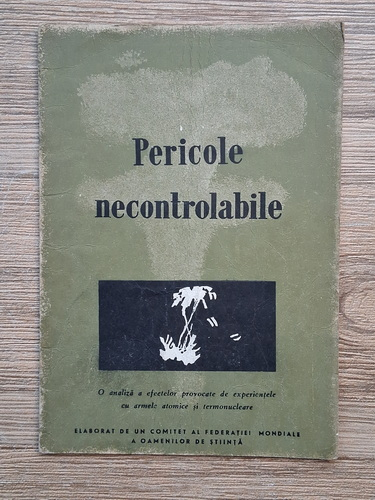 Pericole
necontrolabile
O analiză a efectelor provocate de experiențele
cu armele atomice și termonucleare
ELABORAT DE UN COMITET AL FEDERAȚIEI MONDIALE
A OAMENILOR DE ȘTIINȚĂ